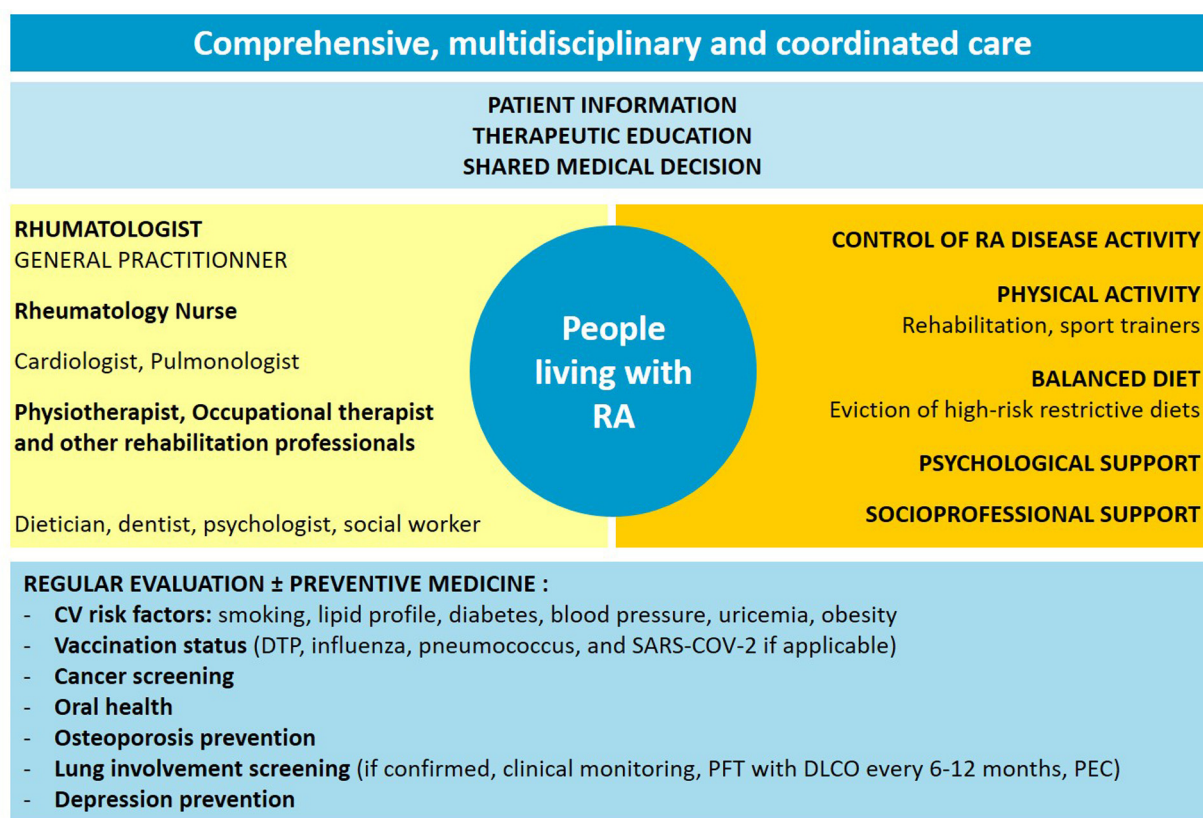 Comprehensive, multidisciplinary and coordinated care
PATIENT INFORMATION
THERAPEUTIC EDUCATION
SHARED MEDICAL DECISION
RHUMATOLOGIST
GENERAL PRACTITIONNER
Rheumatology Nurse
Cardiologist, Pulmonologist
Physiotherapist, Occupational therapist
and other rehabilitation professionals
Dietician, dentist, psychologist, social worker
People
living with
RA
CONTROL OF RA DISEASE ACTIVITY
PHYSICAL ACTIVITY
Rehabilitation, sport trainers
BALANCED DIET
Eviction of high-risk restrictive diets
PSYCHOLOGICAL SUPPORT
SOCIOPROFESSIONAL SUPPORT
REGULAR EVALUATION ± PREVENTIVE MEDICINE :
- CV risk factors: smoking, lipid profile, diabetes, blood pressure, uricemia, obesity
- Vaccination status (DTP, influenza, pneumococcus, and SARS-COV-2 if applicable)
- Cancer screening
- Oral health
- Osteoporosis prevention
- Lung involvement screening (if confirmed, clinical monitoring, PFT with DLCO every 6-12 months, PEC)
- Depression prevention